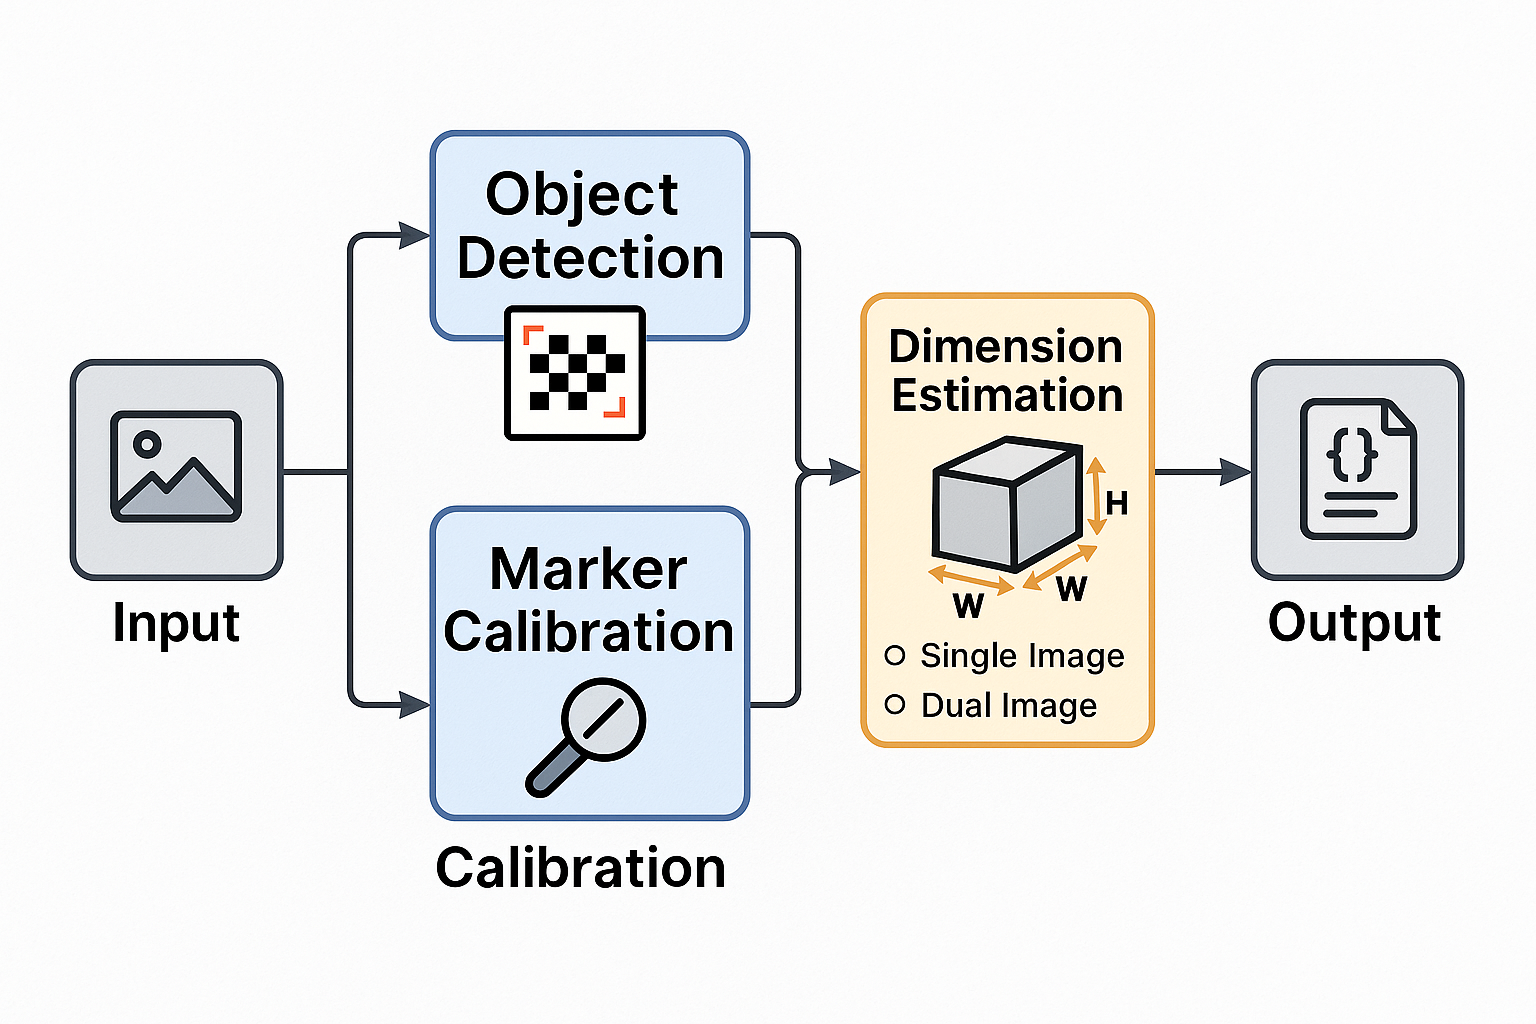 Input
Object
Detection
Marker
Calibration
Calibration
Dimension
Estimation
H
W
W
Single Image
Dual Image
{}
Output